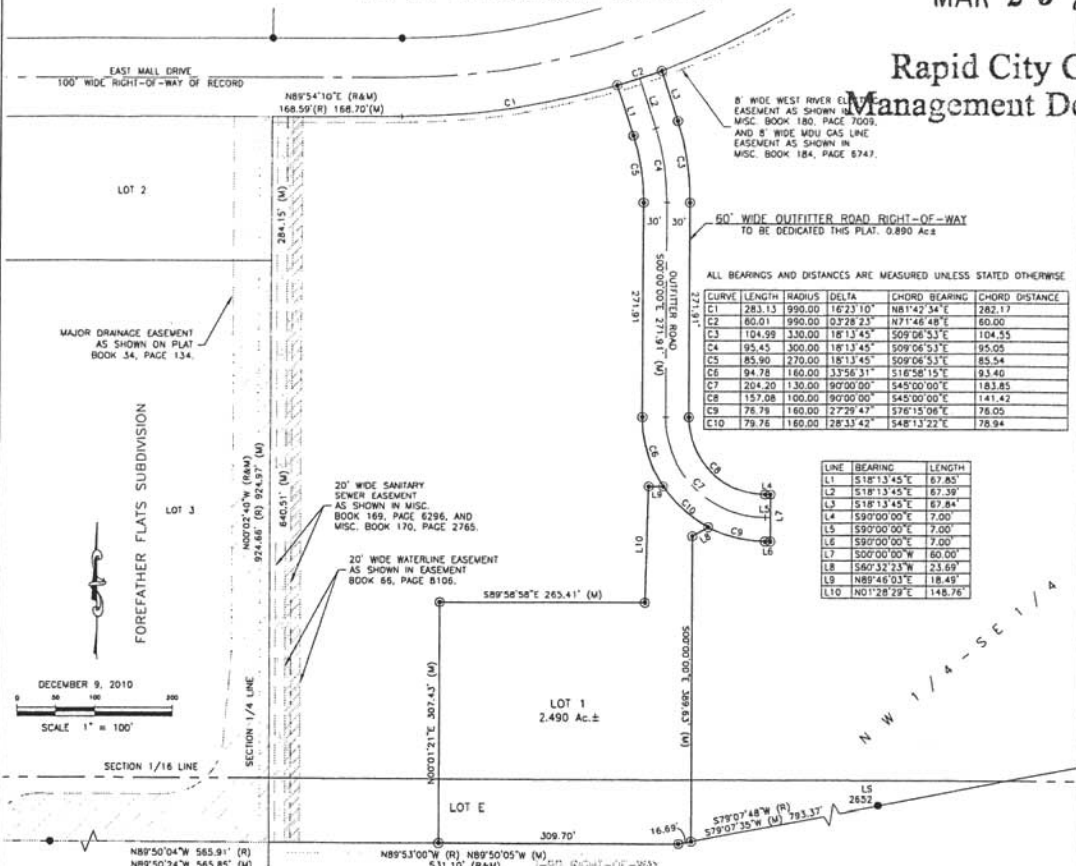 MAR 2
Rapid City
Management
EAST MALL DRIVE
100' WIDE RIGHT-OF-WAY OF RECORD
N89°54'10"E (R&M)
168.59'(R) 168.70'(M)
C1
C2
L1
L2
L3
C5
C4
C3
8' WIDE WEST RIVER
EASEMENT AS SHOWN IN
MISC. BOOK 180, PAGE 7009,
AND 8' WIDE MDU GAS LINE
EASEMENT AS SHOWN IN
MISC. BOOK 184, PAGE 6747.
LOT 2
284.15' (M)
30' 30'
60' WIDE OUTFITTER ROAD RIGHT-OF-WAY
TO BE DEDICATED THIS PLAT. 0.890 Ac±
271.91
S00°00'00"E 271.91' (M)
OUTFITTER ROAD
271.91'
ALL BEARINGS AND DISTANCES ARE MEASURED UNLESS STATED OTHERWISE
CURVE LENGTH RADIUS DELTA CHORD BEARING CHORD DISTANCE
C1 283.13 990.00 16°23'10" N81°42'34"E 282.17
C2 60.01 990.00 03°28'23" N71°46'48"E 60.00
C3 104.99 330.00 18°13'45" S09°06'53"E 104.55
C4 95.45 300.00 18°13'45" S09°06'53"E 95.05
C5 85.90 270.00 18°13'45" S09°06'53"E 85.54
C6 94.78 160.00 33°56'31" S16°58'15"E 93.40
C7 204.20 130.00 90°00'00" S45°00'00"E 183.85
C8 157.08 100.00 90°00'00" S45°00'00"E 141.42
C9 76.79 160.00 27°29'47" S76°15'06"E 76.05
C10 79.76 160.00 28°33'42" S48°13'22"E 78.94
MAJOR DRAINAGE EASEMENT
AS SHOWN ON PLAT
BOOK 34, PAGE 134.
FOREFATHER FLATS SUBDIVISION
LOT 3
N00°02'40"W (R&M)
924.66' (R) 924.97' (M)
640.51' (M)
20' WIDE SANITARY
SEWER EASEMENT
AS SHOWN IN MISC.
BOOK 169, PAGE 6296, AND
MISC. BOOK 170, PAGE 2765.
20' WIDE WATERLINE EASEMENT
AS SHOWN IN EASEMENT
BOOK 66, PAGE 8106.
C6
C8
C7
L9
L4
L5
L7
L8
C10
C9
L6
L10
LINE BEARING LENGTH
L1 S18°13'45"E 67.85'
L2 S18°13'45"E 67.39'
L3 S18°13'45"E 67.84'
L4 S90°00'00"E 7.00'
L5 S90°00'00"E 7.00'
L6 S90°00'00"E 7.00'
L7 S00°00'00"W 60.00'
L8 S60°32'23"W 23.69'
L9 N89°46'03"E 18.49'
L10 N01°28'29"E 148.76'
S89°58'58"E 265.41' (M)
N00°01'21"E 307.43' (M)
S00°00'00"E 389.63' (M)
LOT 1
2.490 Ac.±
NW 1/4 - SE 1/4
DECEMBER 9, 2010
0 50 100 200
SCALE 1" = 100'
SECTION 1/4 LINE
SECTION 1/16 LINE
LOT E
LS
2652
S79°07'48"W (R)
S79°07'35"W (M) 793.37'
16.69'
309.70'
N89°50'04"W 565.91' (R)
N89°50'24"W 565.85' (M)
N89°53'00"W (R) N89°50'05"W (M)
531.10' (R&M)
RIGHT-OF-WAY